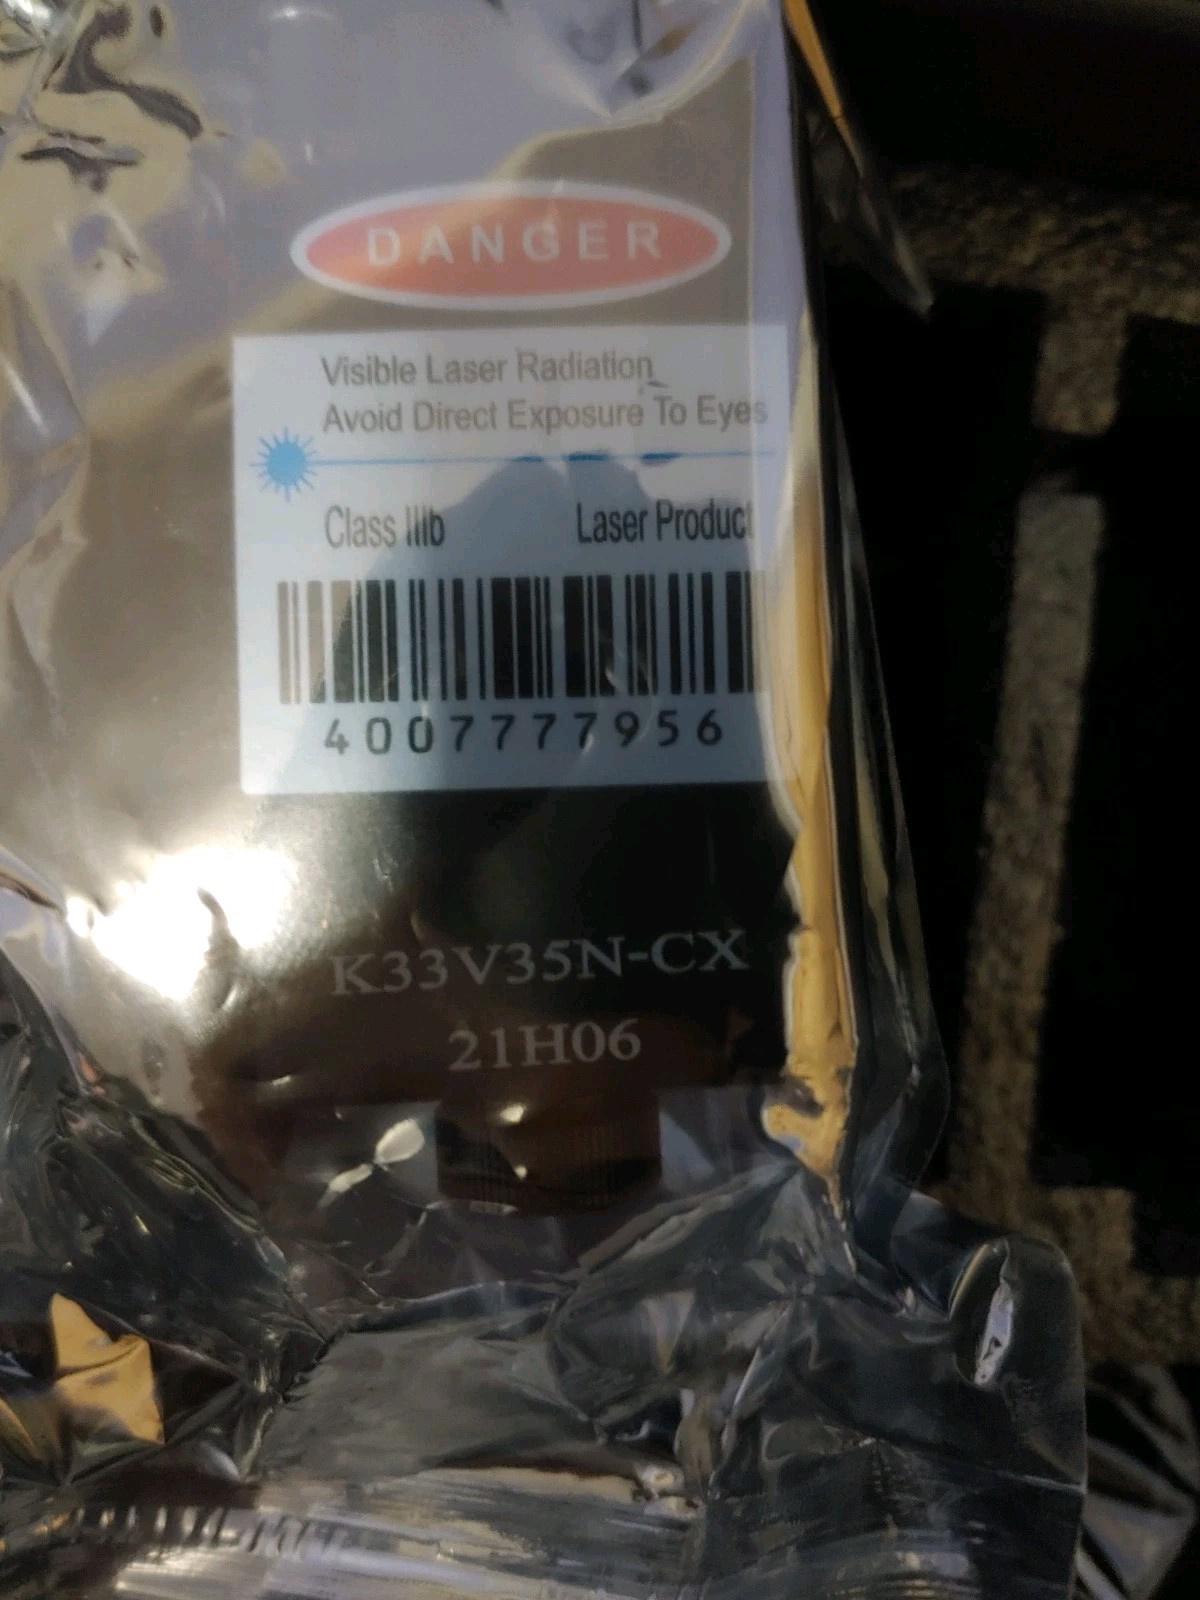 DANGER
Visible Laser Radiation
Avoid Direct Exposure To Eyes
Class IIIb Laser Product
4007777956
K33V35N-CX
21H06